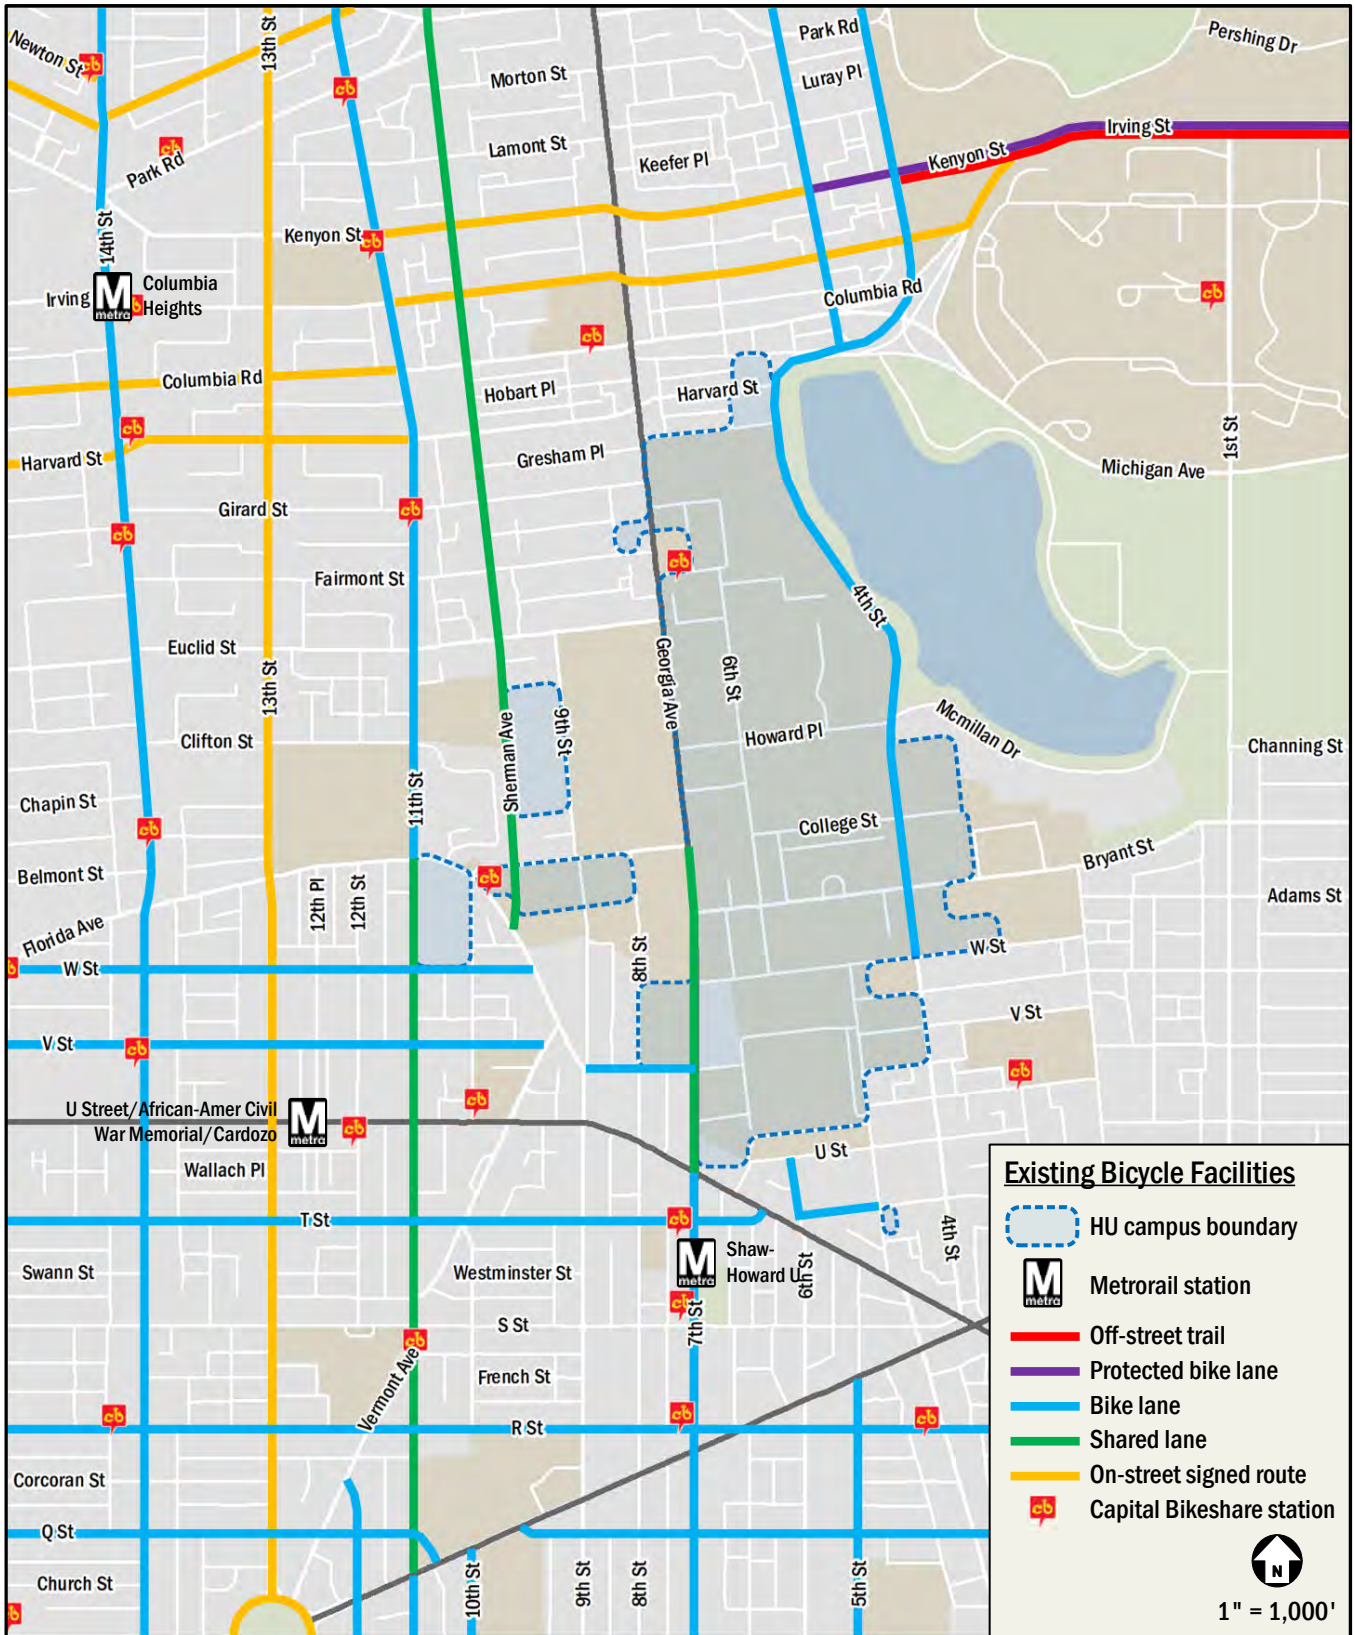 Newton St
13th St
Park Rd
Pershing Dr
Morton St
Luray Pl
Irving St
Lamont St
Keefer Pl
Kenyon St
Park Rd
14th St
Kenyon St
Irving
M
metro
Columbia
Heights
Columbia Rd
Columbia Rd
Hobart Pl
Harvard St
1st St
Harvard St
Gresham Pl
Michigan Ave
Girard St
Fairmont St
4th St
Euclid St
13th St
Georgia Ave
6th St
Clifton St
Sherman Ave
9th St
Howard Pl
Mcmillan Dr
Channing St
Chapin St
11th St
College St
Bryant St
Belmont St
12th Pl
12th St
Adams St
Florida Ave
W St
8th St
W St
V St
V St
U Street/African-Amer Civil
War Memorial/Cardozo
M
metro
Wallach Pl
U St
T St
4th St
Swann St
Westminster St
M
metro
Shaw-
Howard U
6th St
S St
7th St
French St
Vermont Ave
R St
Corcoran St
Q St
Church St
10th St
9th St
8th St
5th St
Existing Bicycle Facilities
HU campus boundary
M
metro
Metrorail station
Off-street trail
Protected bike lane
Bike lane
Shared lane
On-street signed route
cb
Capital Bikeshare station
N
1" = 1,000'